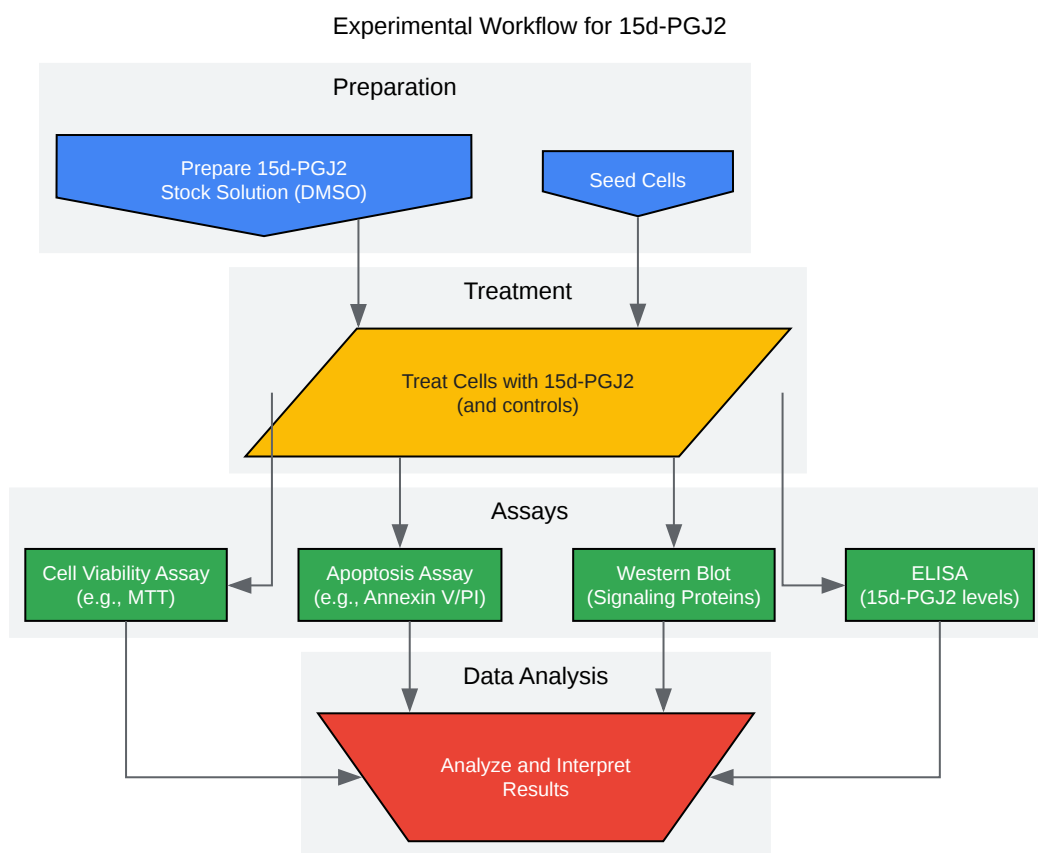 Experimental Workflow for 15d-PGJ2
Preparation
Prepare 15d-PGJ2
Stock Solution (DMSO)
Seed Cells
Treatment
Treat Cells with 15d-PGJ2
(and controls)
Assays
Cell Viability Assay
(e.g., MTT)
Apoptosis Assay
(e.g., Annexin V/PI)
Western Blot
(Signaling Proteins)
ELISA
(15d-PGJ2 levels)
Data Analysis
Analyze and Interpret
Results